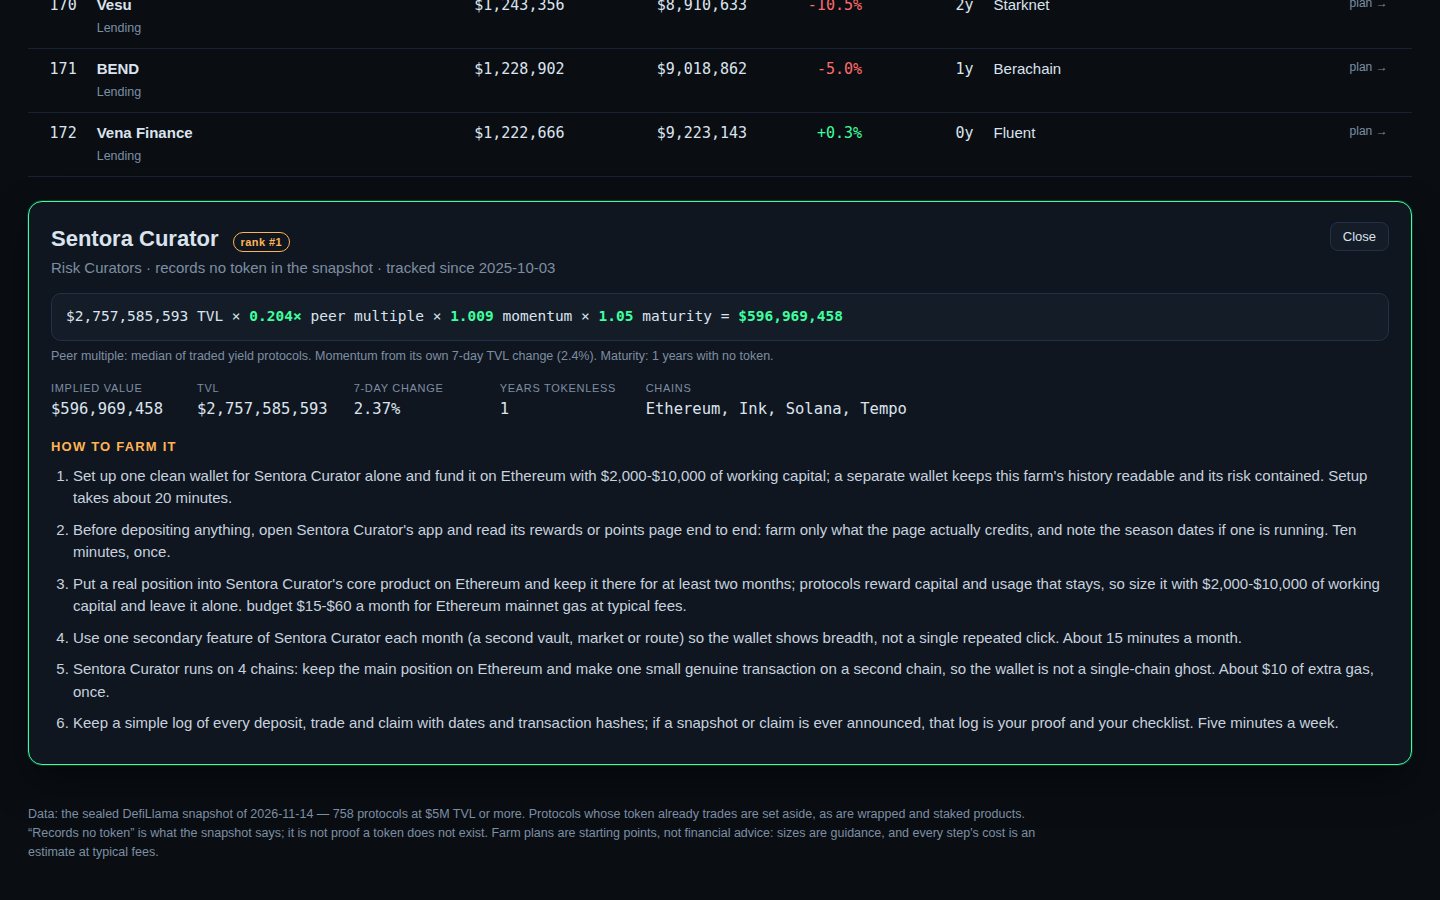 170 Vesu $1,243,356 $8,910,633 -10.5% 2y Starknet plan →
Lending
171 BEND $1,228,902 $9,018,862 -5.0% 1y Berachain plan →
Lending
172 Vena Finance $1,222,666 $9,223,143 +0.3% 0y Fluent plan →
Lending
Sentora Curator rank #1 Close
Risk Curators · records no token in the snapshot · tracked since 2025-10-03
$2,757,585,593 TVL × 0.204× peer multiple × 1.009 momentum × 1.05 maturity = $596,969,458
Peer multiple: median of traded yield protocols. Momentum from its own 7-day TVL change (2.4%). Maturity: 1 years with no token.
IMPLIED VALUE TVL 7-DAY CHANGE YEARS TOKENLESS CHAINS
$596,969,458 $2,757,585,593 2.37% 1 Ethereum, Ink, Solana, Tempo
HOW TO FARM IT
1. Set up one clean wallet for Sentora Curator alone and fund it on Ethereum with $2,000-$10,000 of working capital; a separate wallet keeps this farm's history readable and its risk contained. Setup
takes about 20 minutes.
2. Before depositing anything, open Sentora Curator's app and read its rewards or points page end to end: farm only what the page actually credits, and note the season dates if one is running. Ten
minutes, once.
3. Put a real position into Sentora Curator's core product on Ethereum and keep it there for at least two months; protocols reward capital and usage that stays, so size it with $2,000-$10,000 of working
capital and leave it alone. budget $15-$60 a month for Ethereum mainnet gas at typical fees.
4. Use one secondary feature of Sentora Curator each month (a second vault, market or route) so the wallet shows breadth, not a single repeated click. About 15 minutes a month.
5. Sentora Curator runs on 4 chains: keep the main position on Ethereum and make one small genuine transaction on a second chain, so the wallet is not a single-chain ghost. About $10 of extra gas,
once.
6. Keep a simple log of every deposit, trade and claim with dates and transaction hashes; if a snapshot or claim is ever announced, that log is your proof and your checklist. Five minutes a week.
Data: the sealed DefiLlama snapshot of 2026-11-14 — 758 protocols at $5M TVL or more. Protocols whose token already trades are set aside, as are wrapped and staked products.
“Records no token” is what the snapshot says; it is not proof a token does not exist. Farm plans are starting points, not financial advice: sizes are guidance, and every step's cost is an
estimate at typical fees.